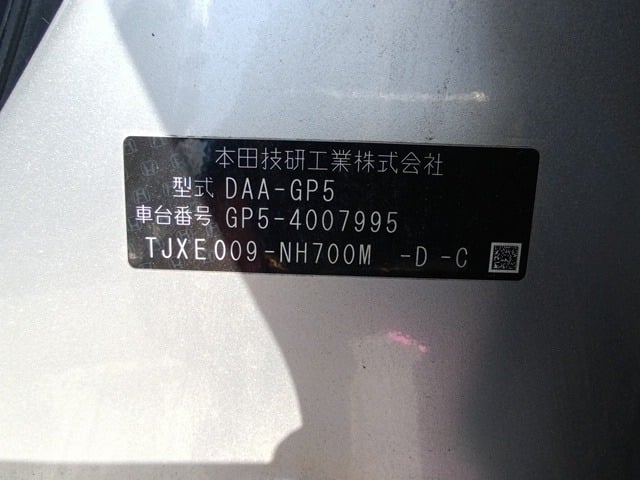 本田技研工業株式会社
型式 DAA-GP5
車台番号 GP5-4007995
TJXE009-NH700M -D -C